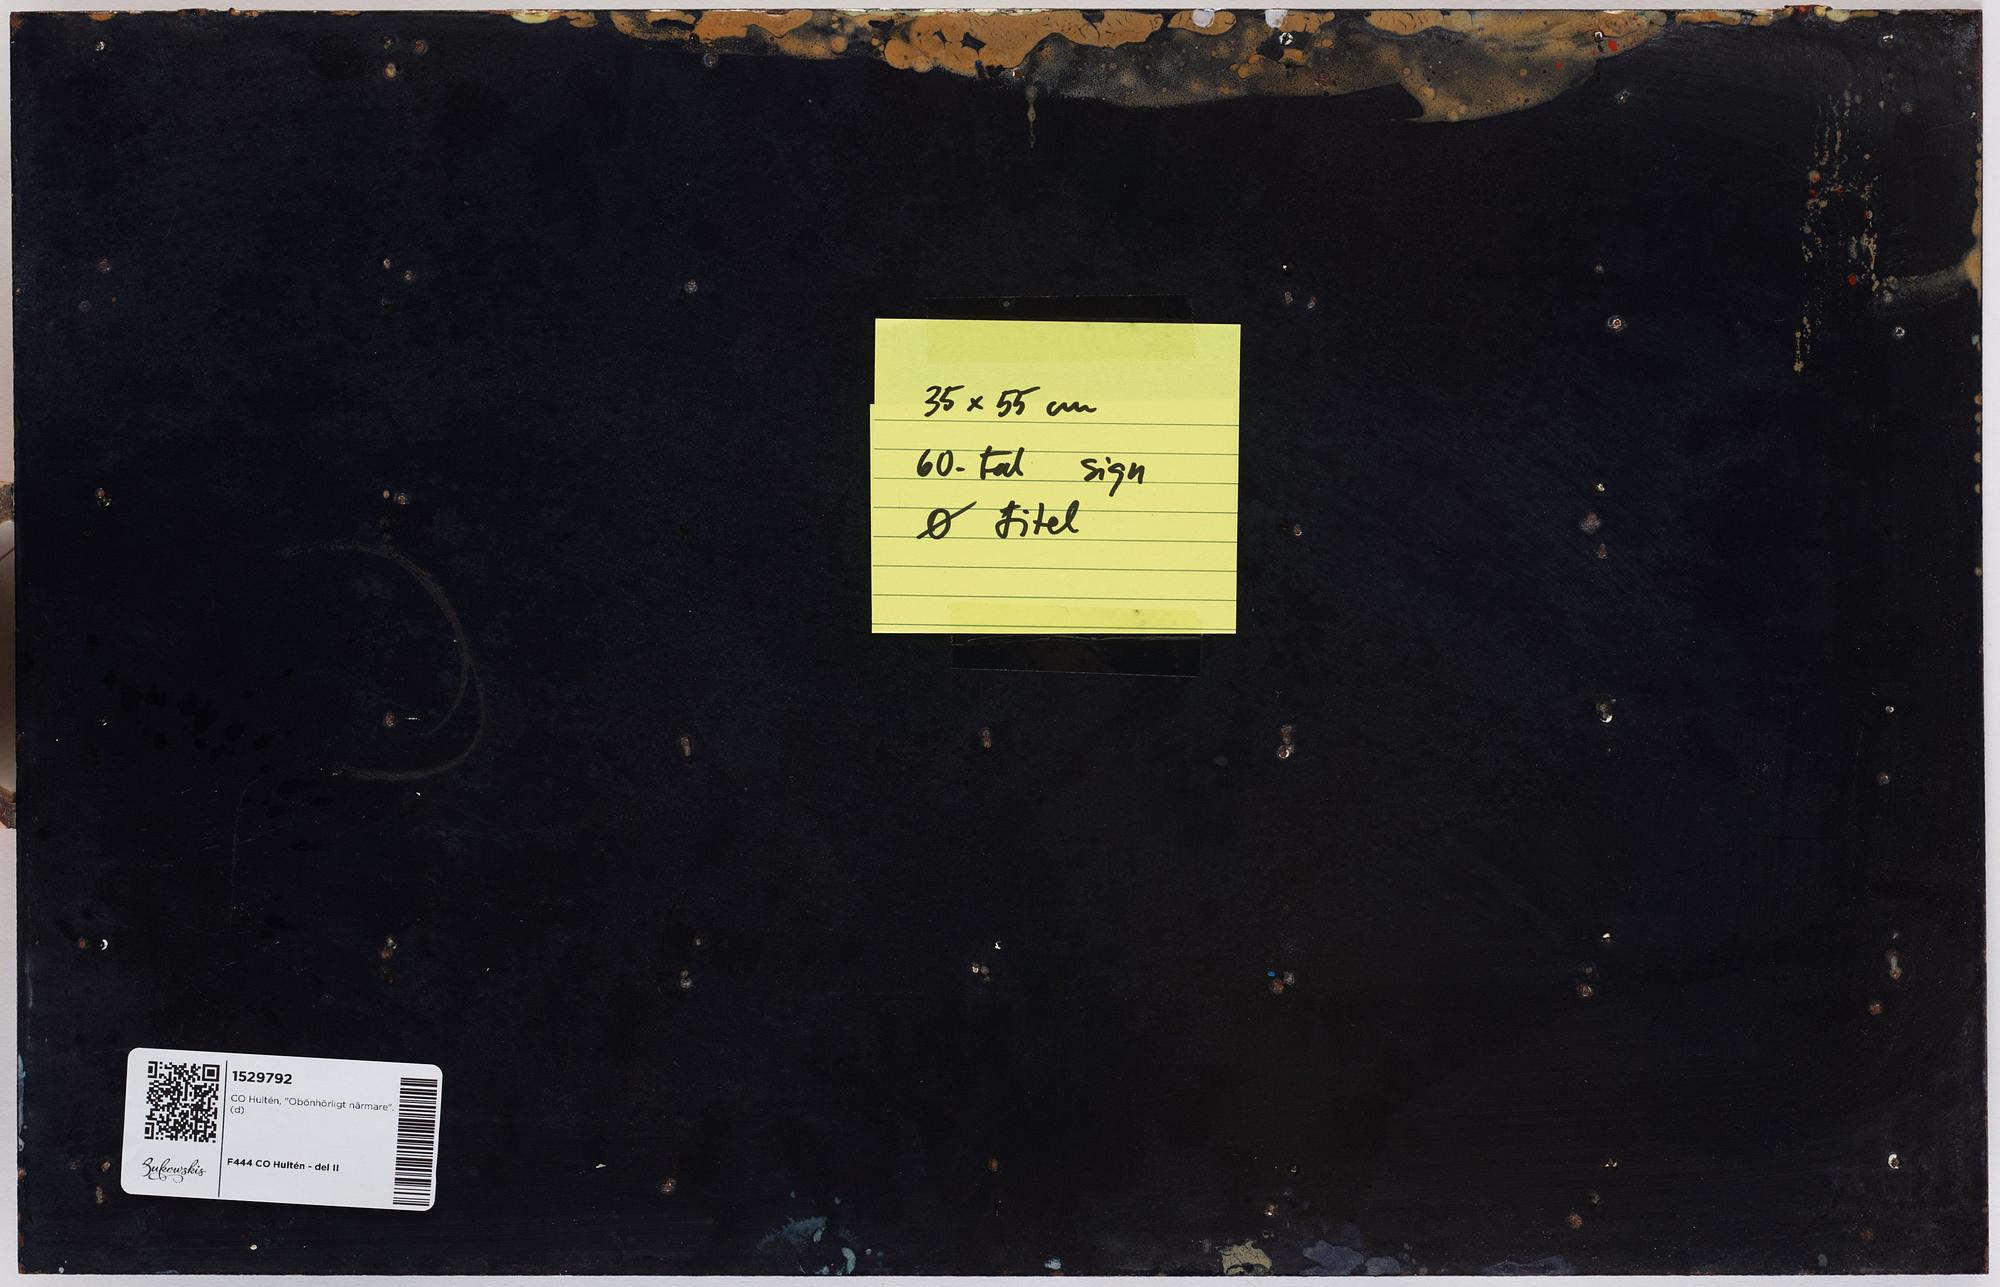 35 x 55 cm
60-tal sign
Ø titel
1529792
CO Hultén, "Obönhörligt närmare",
(d)
F444 CO Hultén - del II
Bukowskis